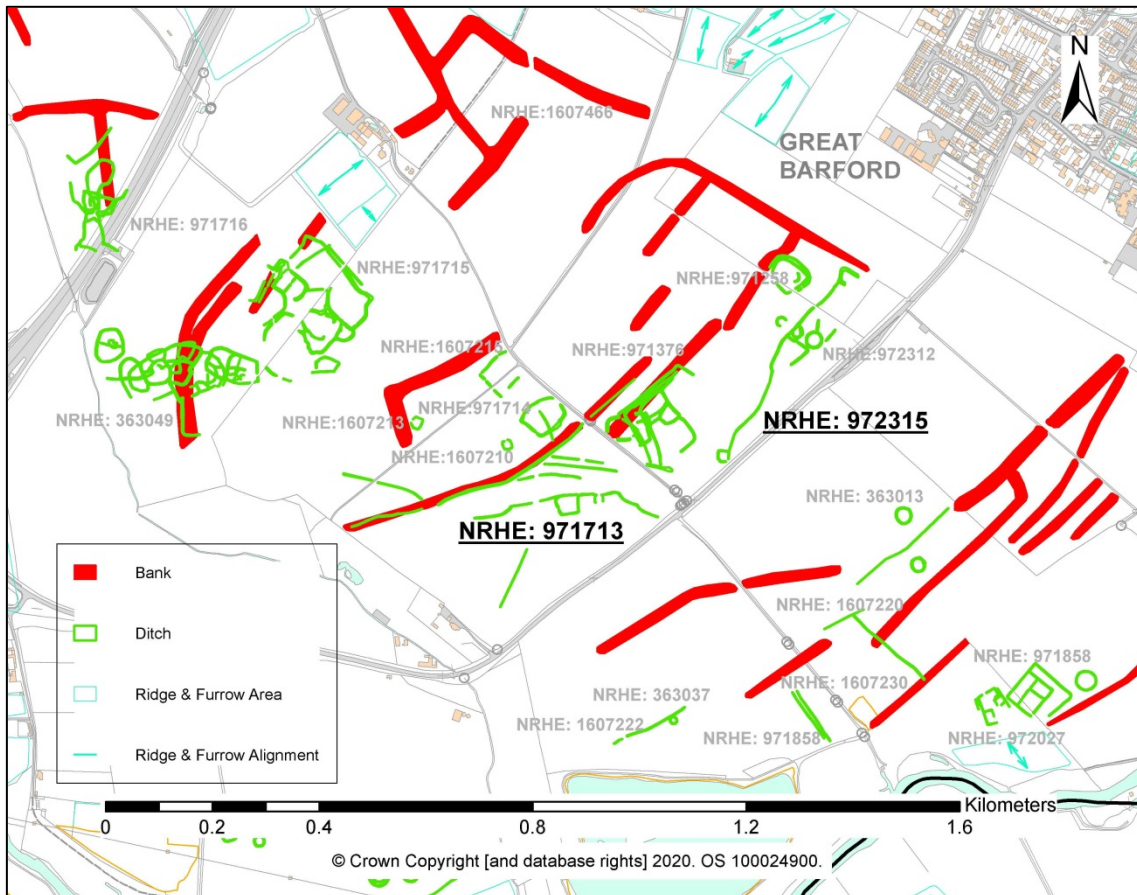 N
NRHE:1607466
GREAT
BARFORD
NRHE: 971716
NRHE:971715
NRHE:971258
NRHE:1607215
NRHE:971376
NRHE:972312
NRHE:971714
NRHE: 363049
NRHE:1607213
NRHE: 972315
NRHE:1607210
NRHE: 363013
NRHE: 971713
NRHE: 1607220
NRHE: 971858
NRHE: 1607230
NRHE: 363037
NRHE: 1607222
NRHE: 971858
NRHE: 972027
Bank
Ditch
Ridge & Furrow Area
Ridge & Furrow Alignment
Kilometers
0 0.2 0.4 0.8 1.2 1.6
© Crown Copyright [and database rights] 2020. OS 100024900.